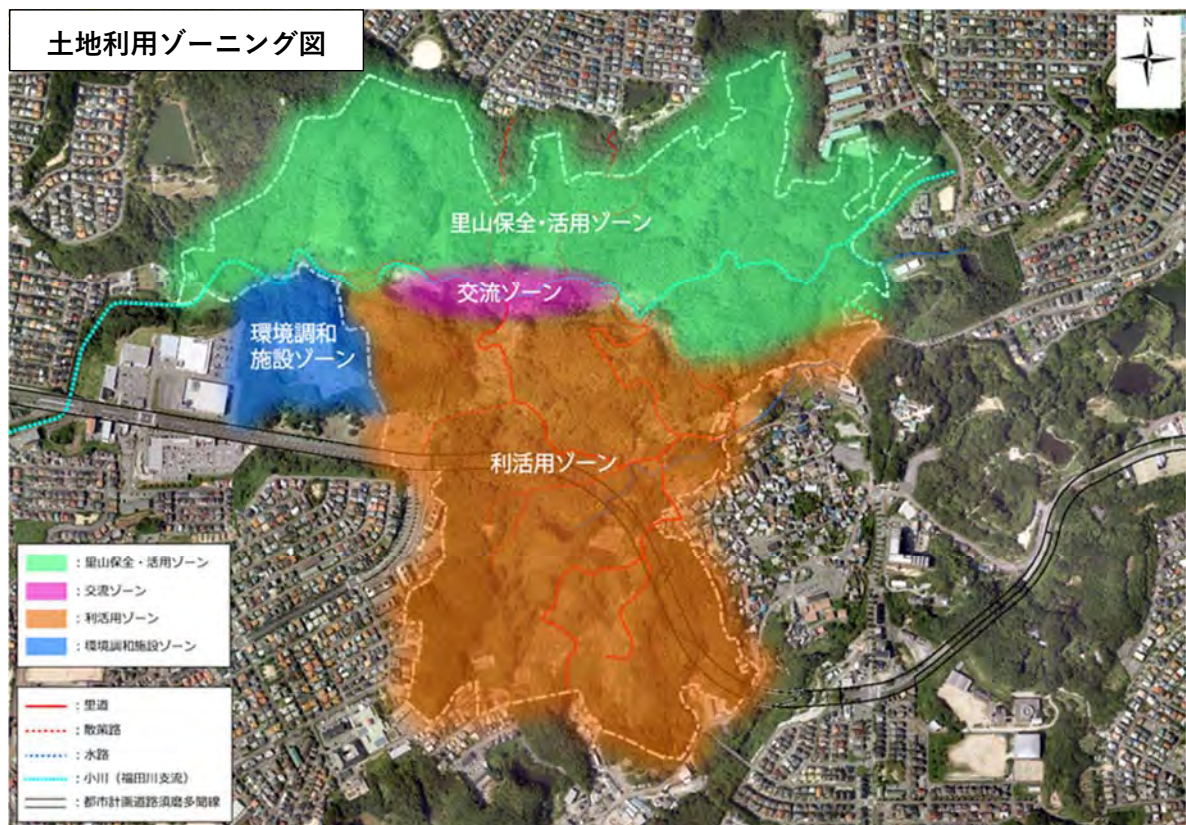 土地利用ゾーニング図
N
里山保全・活用ゾーン
交流ゾーン
環境調和
施設ゾーン
利活用ゾーン
：里山保全・活用ゾーン
：交流ゾーン
：利活用ゾーン
：環境調和施設ゾーン
：里道
：散策路
：水路
：小川（福田川支流）
：都市計画道路須磨多聞線